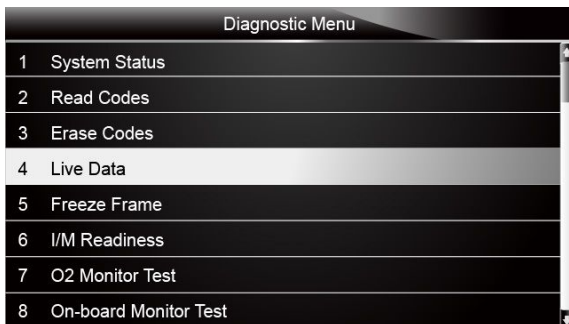 Diagnostic Menu
1 System Status
2 Read Codes
3 Erase Codes
4 Live Data
5 Freeze Frame
6 I/M Readiness
7 O2 Monitor Test
8 On-board Monitor Test